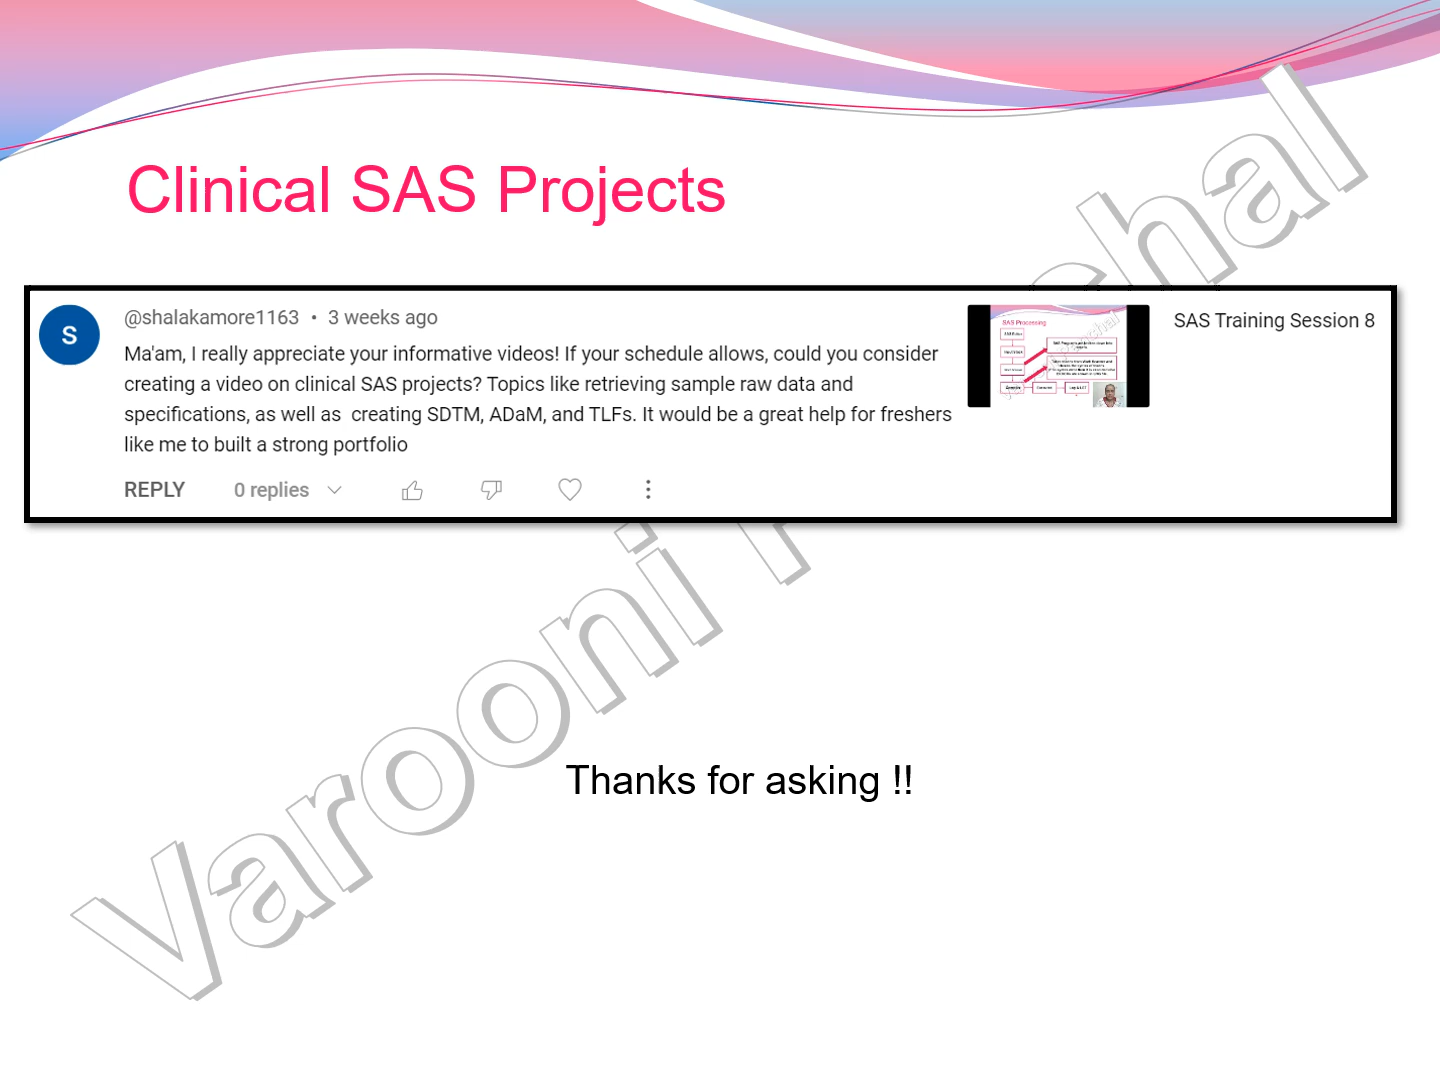 Clinical SAS Projects
S
@shalakamore1163 • 3 weeks ago
Ma'am, I really appreciate your informative videos! If your schedule allows, could you consider
creating a video on clinical SAS projects? Topics like retrieving sample raw data and
specifications, as well as  creating SDTM, ADaM, and TLFs. It would be a great help for freshers
like me to built a strong portfolio
REPLY 0 replies
SAS Processing
SAS Training Session 8
Thanks for asking !!
Varooni